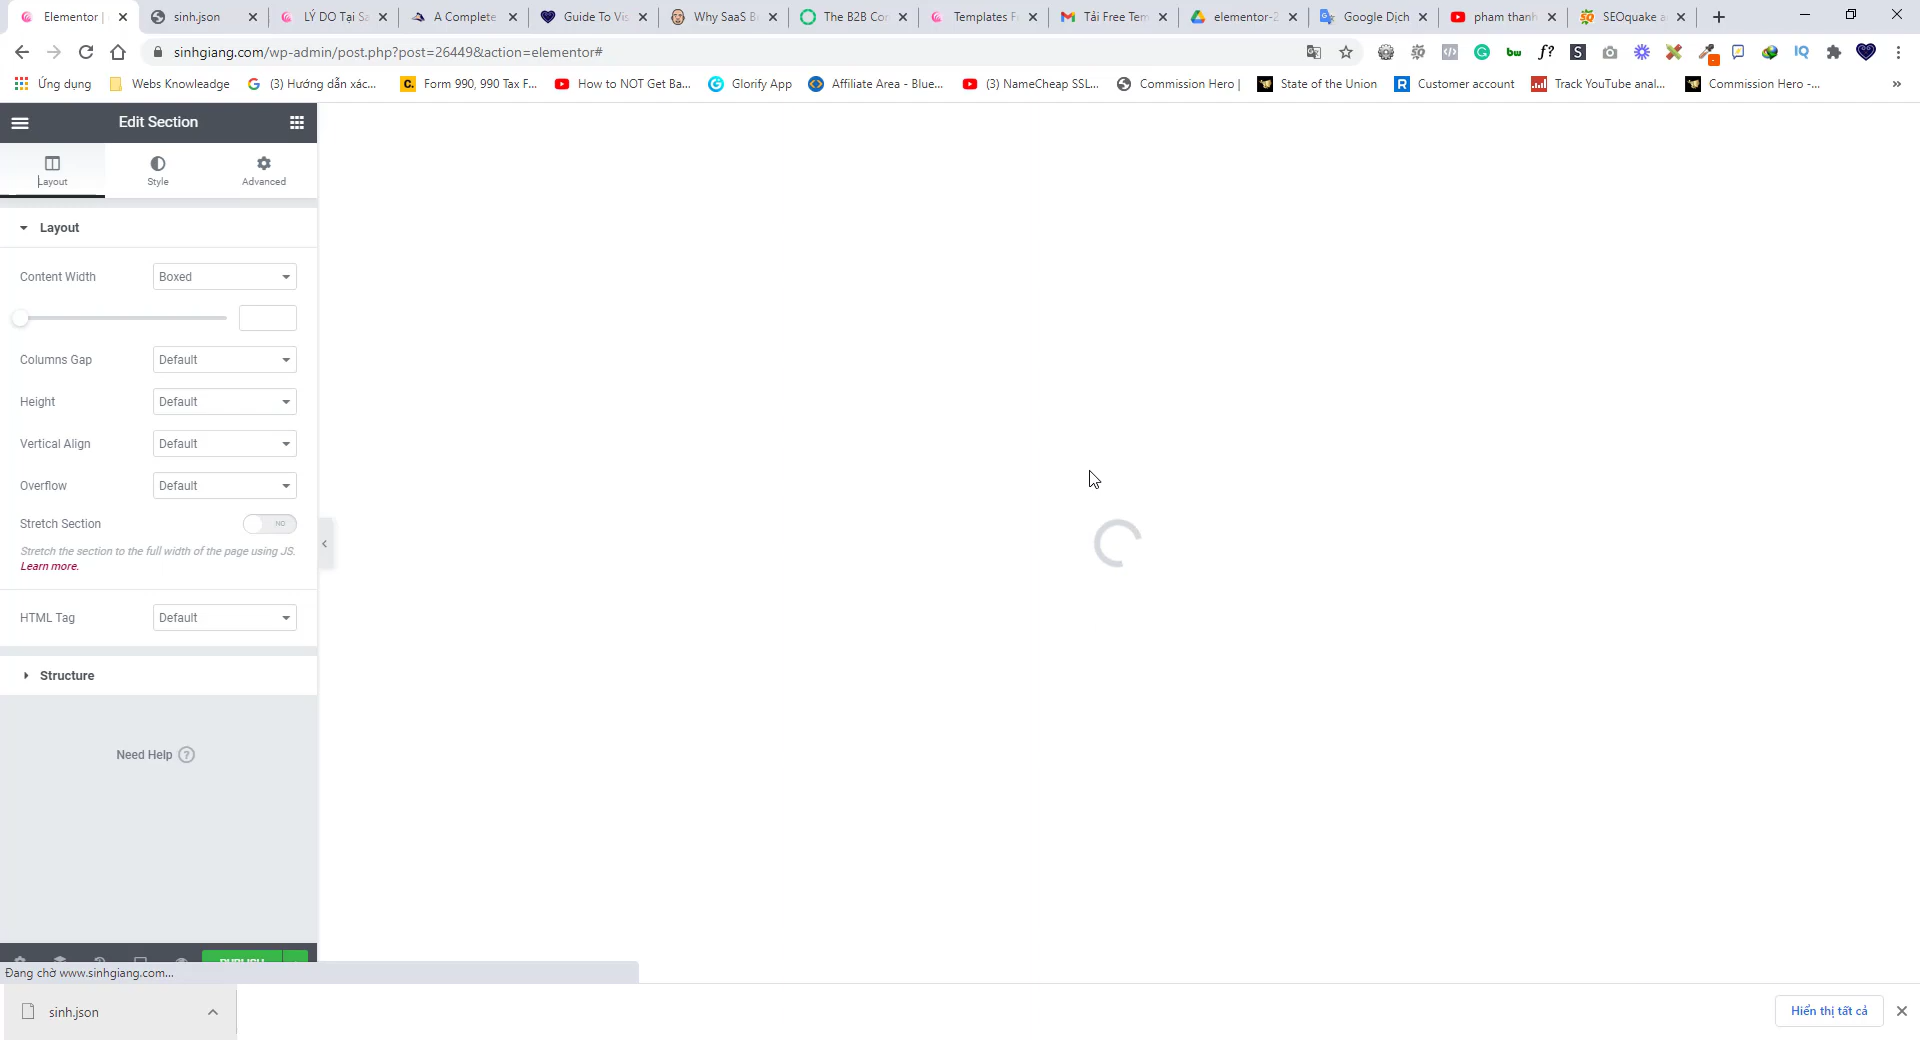 Elementor |
sinh.json
LÝ DO Tại Sa
A Complete
Guide To Vis
Why SaaS B
The B2B Con
Templates F
Tải Free Tem
elementor-2
Google Dịch
pham thanh
SEOquake a
sinhgiang.com/wp-admin/post.php?post=26449&action=elementor#
Ứng dụng
Webs Knowleadge
(3) Hướng dẫn xác...
Form 990, 990 Tax F...
How to NOT Get Ba...
Glorify App
Affiliate Area - Blue...
(3) NameCheap SSL...
Commission Hero |
State of the Union
Customer account
Track YouTube anal...
Commission Hero -...
Edit Section
Layout
Style
Advanced
Layout
Content Width
Boxed
Columns Gap
Default
Height
Default
Vertical Align
Default
Overflow
Default
Stretch Section
NO
Stretch the section to the full width of the page using JS.
Learn more.
HTML Tag
Default
Structure
Need Help
PUBLISH
Đang chờ www.sinhgiang.com...
sinh.json
Hiển thị tất cả